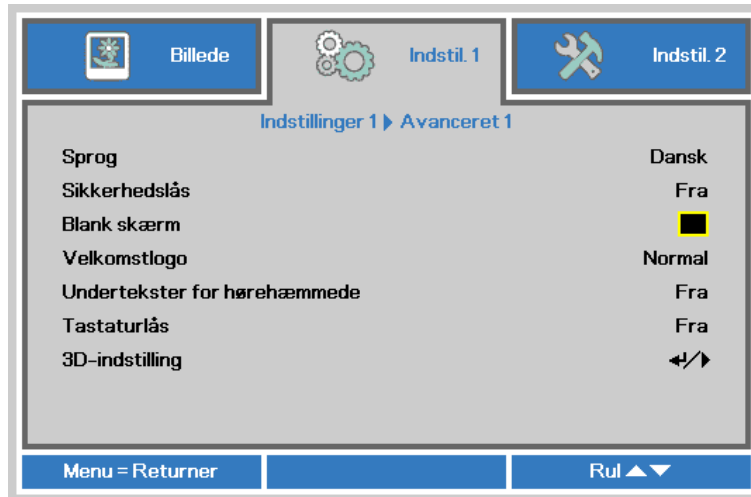 Billede
Indstil. 1
Indstil. 2
Indstillinger 1 ▶ Avanceret 1
Sprog Dansk
Sikkerhedslås Fra
Blank skærm
Velkomstlogo Normal
Undertekster for hørehæmmede Fra
Tastaturlås Fra
3D-indstilling ↵/▶
Menu = Returner
Rul ▲▼